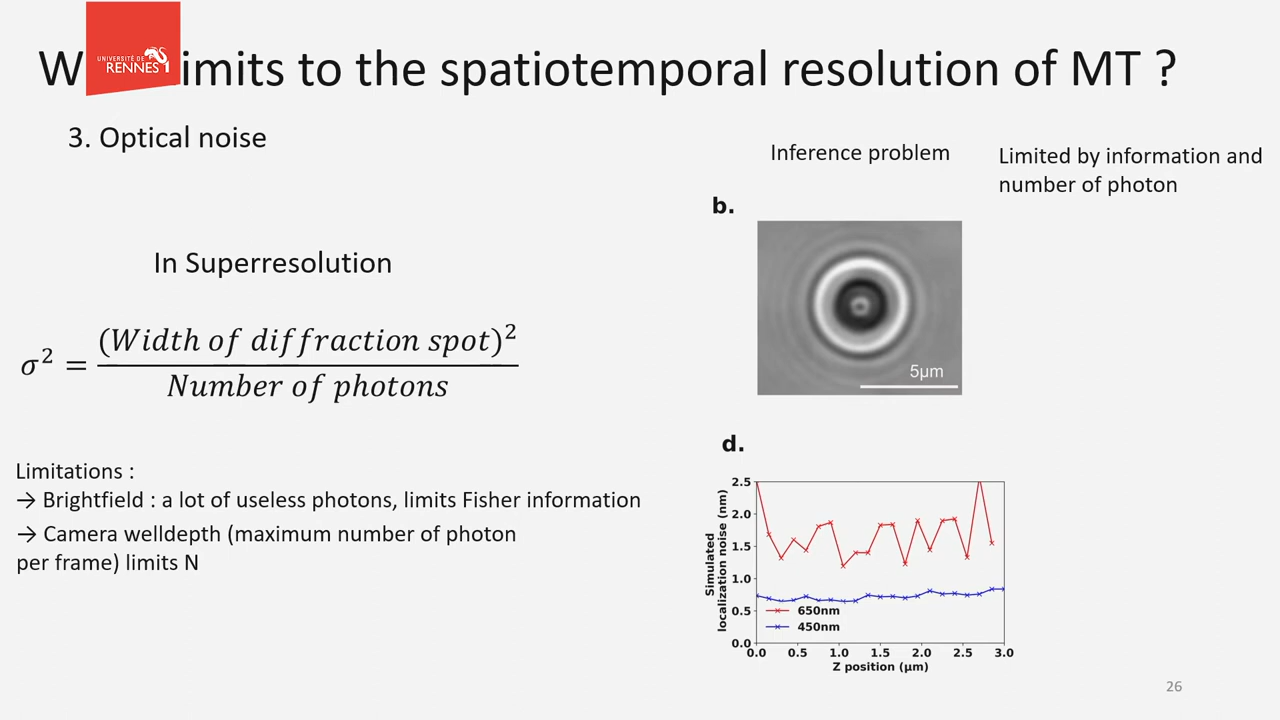 W imits to the spatiotemporal resolution of MT ?
UNIVERSITÉ DE
RENNES 1
3. Optical noise
Inference problem
Limited by information and
number of photon
b.
In Superresolution
σ² = (Width of diffraction spot)² / Number of photons
5µm
Limitations :
→ Brightfield : a lot of useless photons, limits Fisher information
→ Camera welldepth (maximum number of photon
per frame) limits N
d.
Simulated
localization noise (nm)
2.5
2.0
1.5
1.0
0.5
0.0
650nm
450nm
0.0 0.5 1.0 1.5 2.0 2.5 3.0
Z position (µm)
26